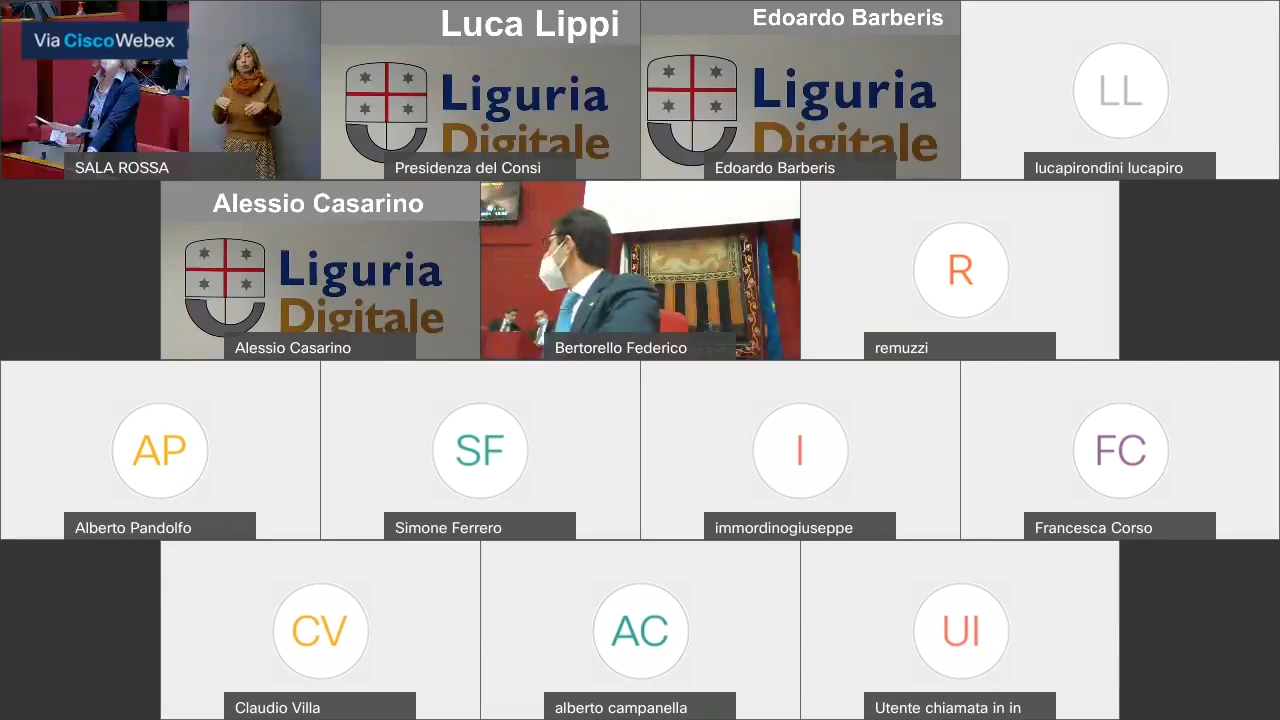 Via Cisco Webex
SALA ROSSA
Luca Lippi
Liguria
Digitale
Presidenza del Consi
Edoardo Barberis
Liguria
Digitale
Edoardo Barberis
LL
lucapirondini lucapiro
Alessio Casarino
Liguria
Digitale
Alessio Casarino
Bertorello Federico
R
remuzzi
AP
Alberto Pandolfo
SF
Simone Ferrero
I
immordinogiuseppe
FC
Francesca Corso
CV
Claudio Villa
AC
alberto campanella
UI
Utente chiamata in in